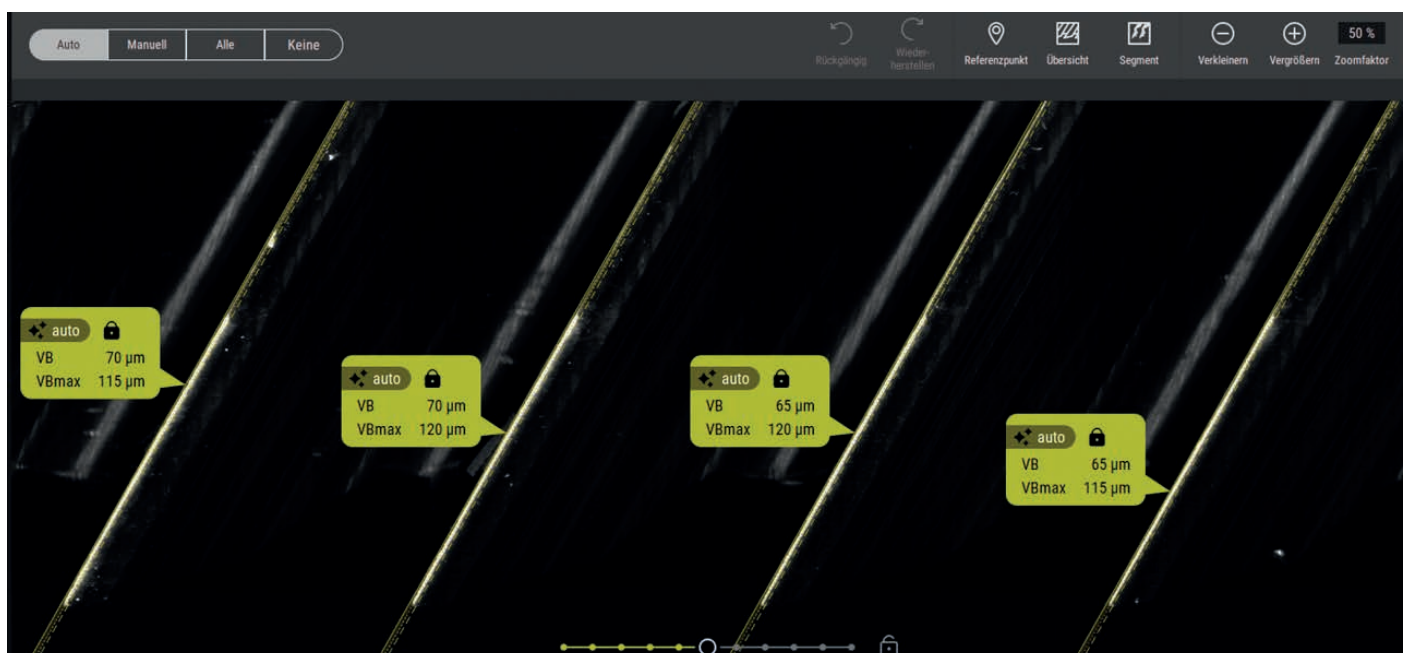 Auto Manuell Alle Keine
Rückgängig
Wieder-
herstellen
Referenzpunkt
Übersicht
Segment
Verkleinern
Vergrößern
50 %
Zoomfaktor
auto
VB 70 µm
VBmax 115 µm
auto
VB 70 µm
VBmax 120 µm
auto
VB 65 µm
VBmax 120 µm
auto
VB 65 µm
VBmax 115 µm